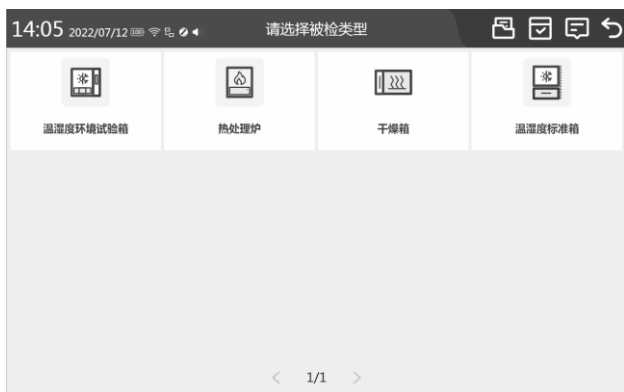 14:05 2022/07/12 请选择被检类型
温湿度环境试验箱 热处理炉 干燥箱 温湿度标准箱
< 1/1 >